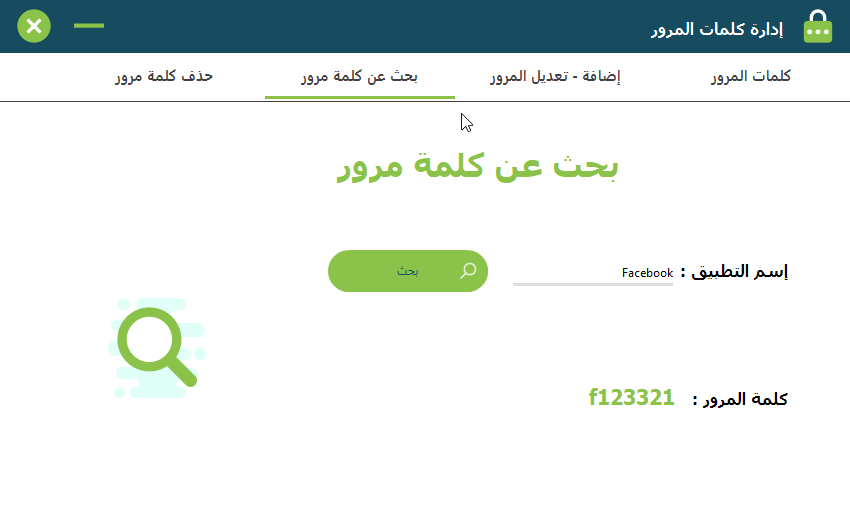 إدارة كلمات المرور
كلمات المرور
إضافة - تعديل المرور
بحث عن كلمة مرور
حذف كلمة مرور
بحث عن كلمة مرور
إسم التطبيق : Facebook
بحث
كلمة المرور : f123321